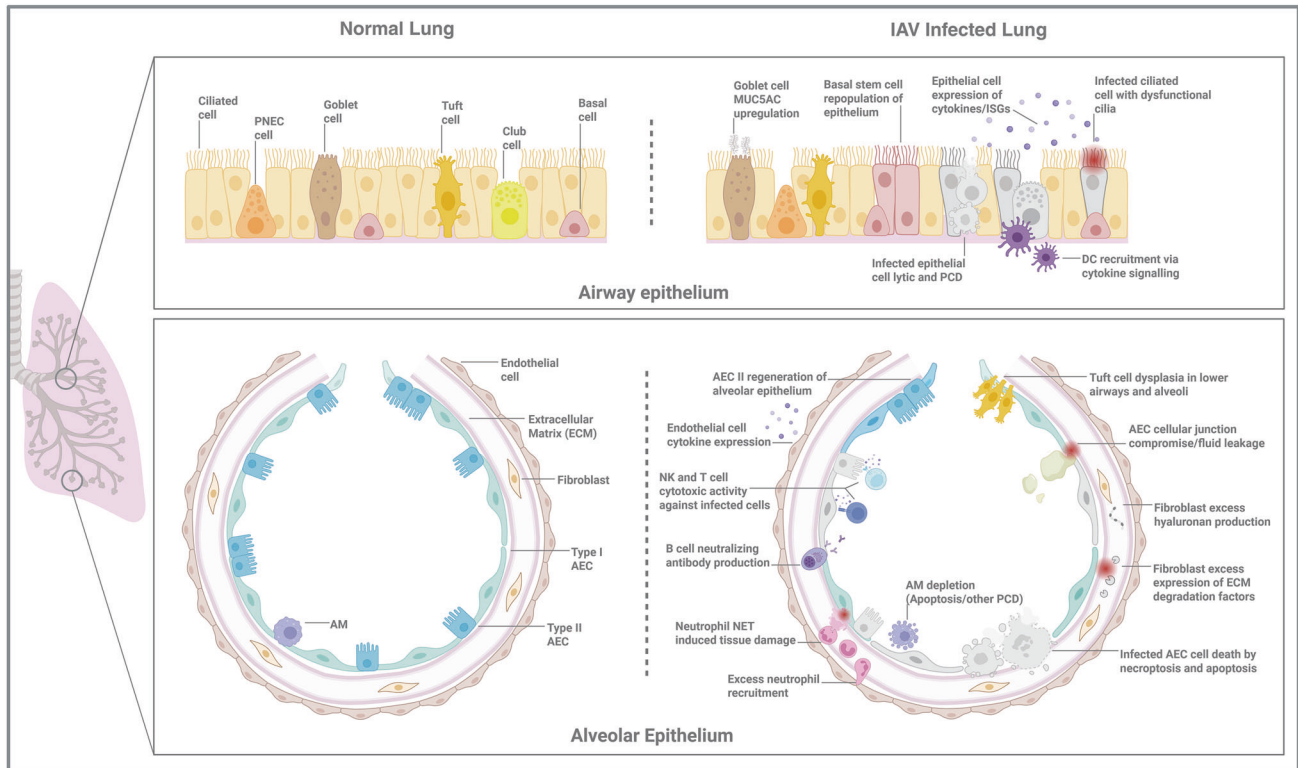 Normal Lung
IAV Infected Lung
Ciliated
cell
PNEC
cell
Goblet
cell
Tuft
cell
Club
cell
Basal
cell
Goblet cell
MUC5AC
upregulation
Basal stem cell
repopulation of
epithelium
Epithelial cell
expression of
cytokines/ISGs
Infected ciliated
cell with dysfunctional
cilia
Infected epithelial
cell lytic and PCD
DC recruitment via
cytokine signalling
Airway epithelium
Endothelial
cell
Extracellular
Matrix (ECM)
Fibroblast
Type I
AEC
AM
Type II
AEC
AEC II regeneration of
alveolar epithelium
Endothelial cell
cytokine expression
NK and T cell
cytotoxic activity
against infected cells
B cell neutralizing
antibody production
AM depletion
(Apoptosis/other PCD)
Neutrophil NET
induced tissue damage
Excess neutrophil
recruitment
Tuft cell dysplasia in lower
airways and alveoli
AEC cellular junction
compromise/fluid leakage
Fibroblast excess
hyaluronan production
Fibroblast excess
expression of ECM
degradation factors
Infected AEC cell death by
necroptosis and apoptosis
Alveolar Epithelium